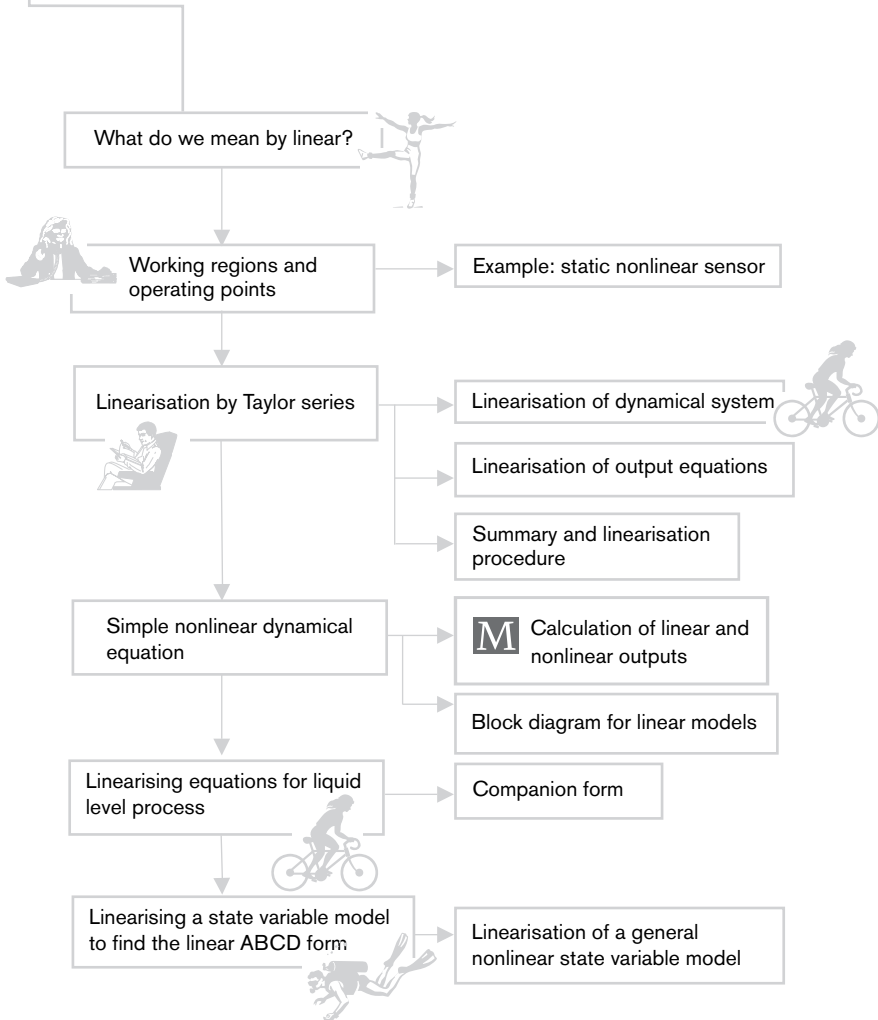 What do we mean by linear?
Working regions and
operating points
Example: static nonlinear sensor
Linearisation by Taylor series
Linearisation of dynamical system
Linearisation of output equations
Summary and linearisation
procedure
Simple nonlinear dynamical
equation
M Calculation of linear and
nonlinear outputs
Block diagram for linear models
Linearising equations for liquid
level process
Companion form
Linearising a state variable model
to find the linear ABCD form
Linearisation of a general
nonlinear state variable model